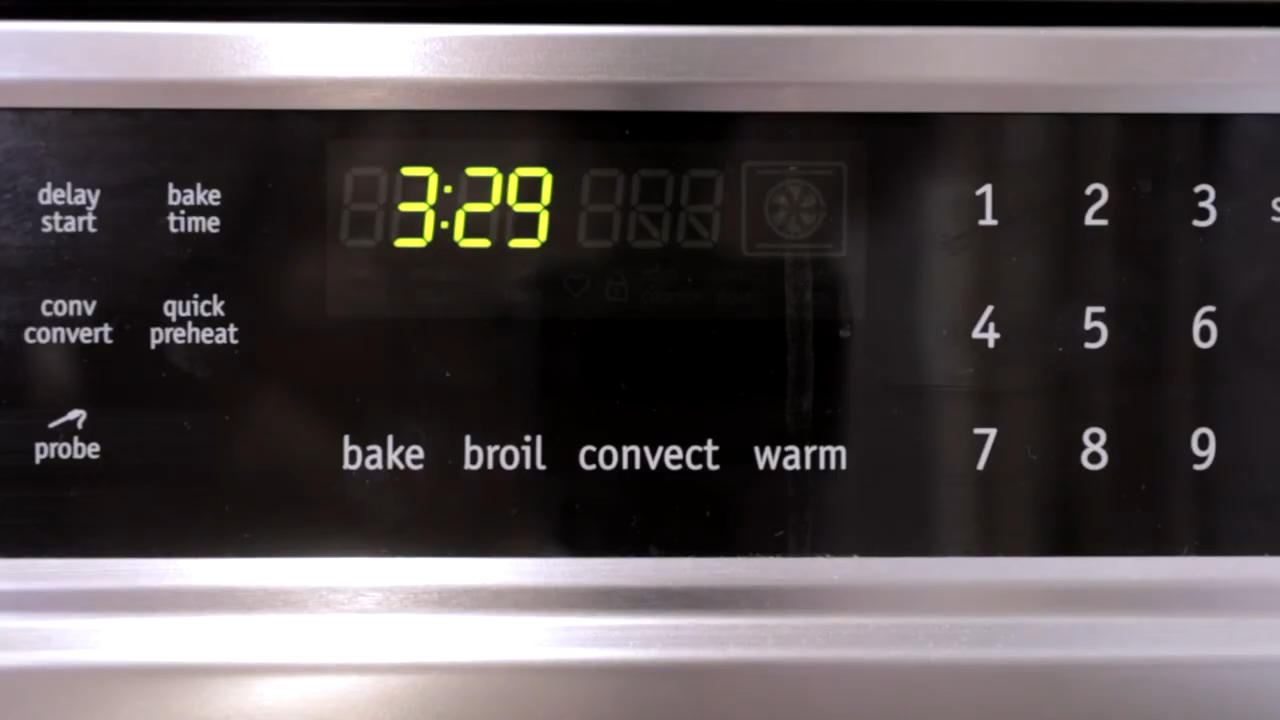 3:29
delay
start
bake
time
1 2 3
conv
convert
quick
preheat
4 5 6
probe
bake broil convect warm
7 8 9